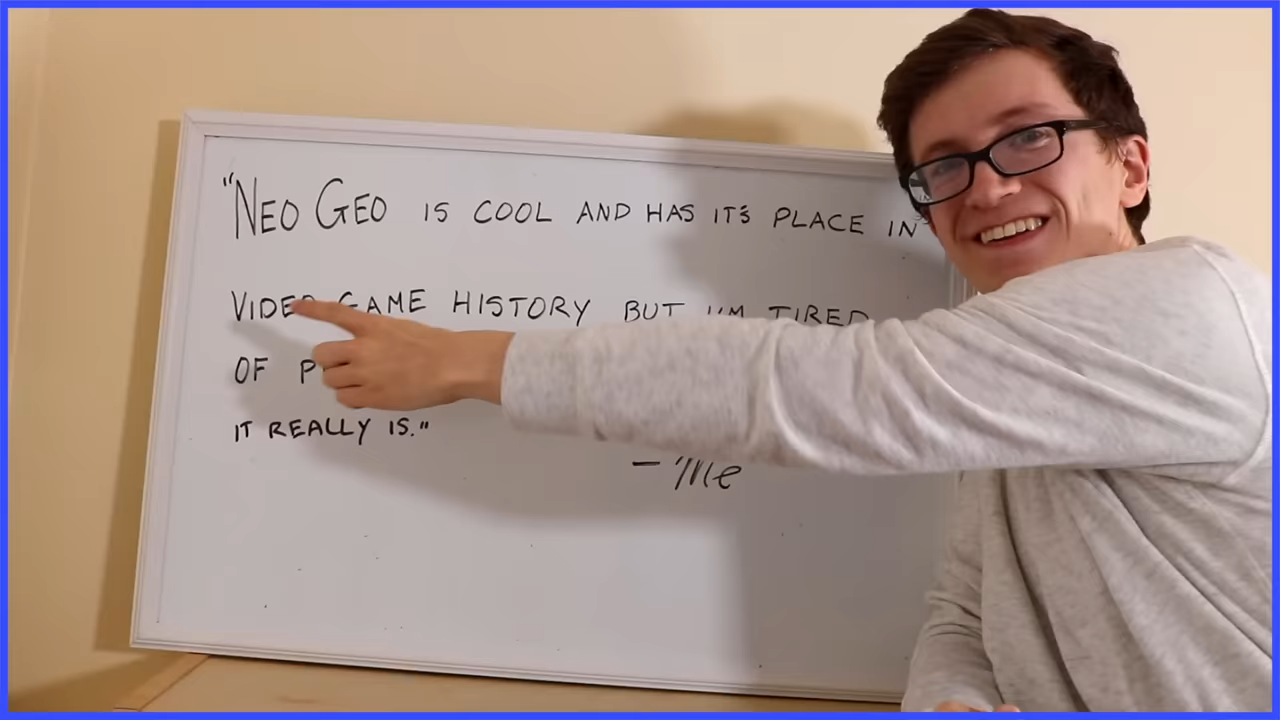 "NEO GEO IS COOL AND HAS IT'S PLACE IN
VIDEO GAME HISTORY BUT I'M TIRED
OF
IT REALLY IS."
- Me